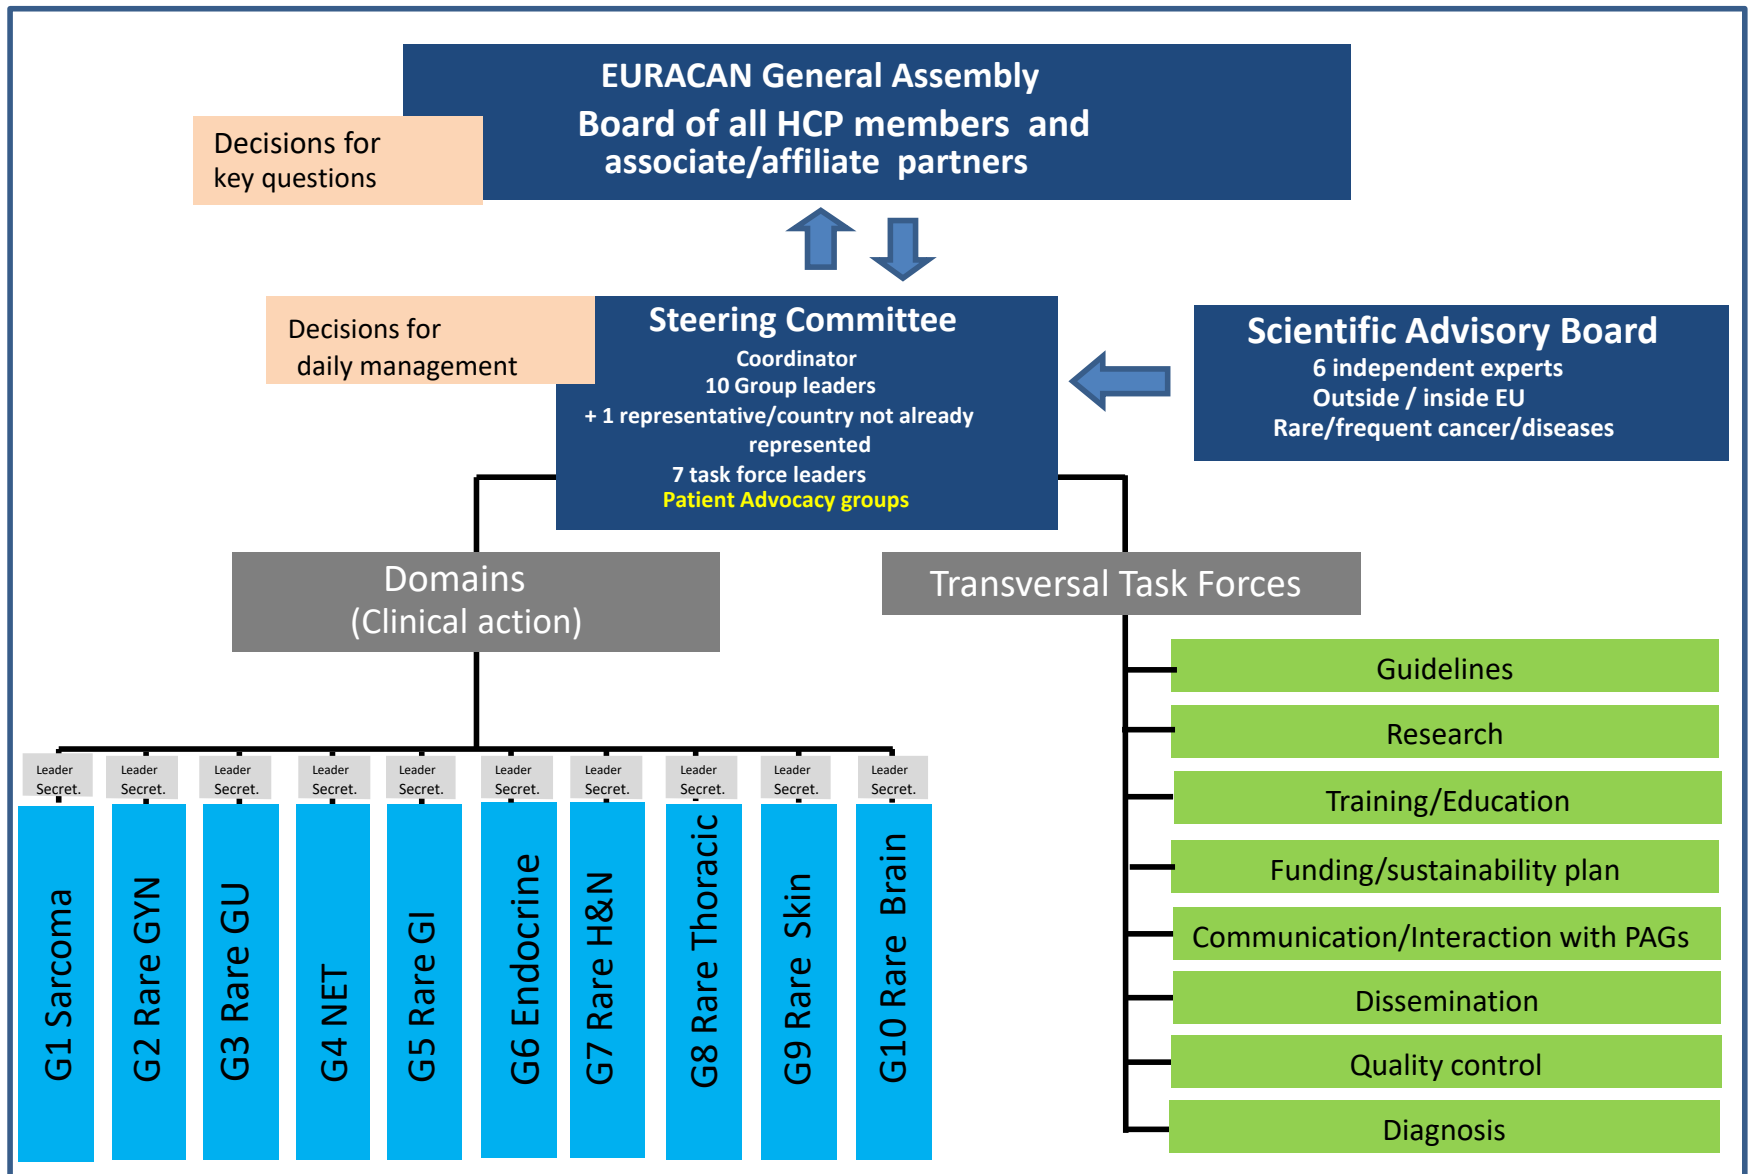 EURACAN General Assembly
Board of all HCP members and
associate/affiliate partners
Decisions for
key questions
Decisions for
daily management
Steering Committee
Coordinator
10 Group leaders
+ 1 representative/country not already
represented
7 task force leaders
Patient Advocacy groups
Scientific Advisory Board
6 independent experts
Outside / inside EU
Rare/frequent cancer/diseases
Domains
(Clinical action)
Transversal Task Forces
Leader
Secret.
G1 Sarcoma
Leader
Secret.
G2 Rare GYN
Leader
Secret.
G3 Rare GU
Leader
Secret.
G4 NET
Leader
Secret.
G5 Rare GI
Leader
Secret.
G6 Endocrine
Leader
Secret.
G7 Rare H&N
Leader
Secret.
G8 Rare Thoracic
Leader
Secret.
G9 Rare Skin
Leader
Secret.
G10 Rare Brain
Guidelines
Research
Training/Education
Funding/sustainability plan
Communication/Interaction with PAGs
Dissemination
Quality control
Diagnosis